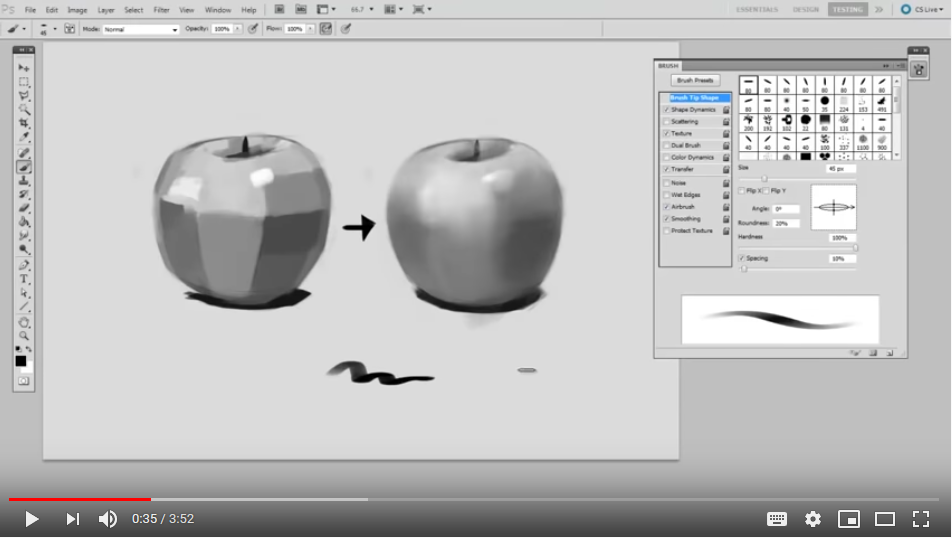 PS File Edit Image Layer Select Filter View Window Help 66.7 ESSENTIALS DESIGN TESTING CS Live
45 Mode: Normal Opacity: 100% Flow: 100%
BRUSH
Brush Presets
Brush Tip Shape
Shape Dynamics
Scattering
Texture
Dual Brush
Color Dynamics
Transfer
Noise
Wet Edges
Airbrush
Smoothing
Protect Texture
80 80 80 80 80 80 80 80
80 80 40 50 35 224 153 491
200 192 102 22 80 131 4 40
40 40 40 40 100 237 1100 900
Size 45 px
Flip X Flip Y
Angle: 0°
Roundness: 20%
Hardness 100%
Spacing 10%
0:35 / 3:52